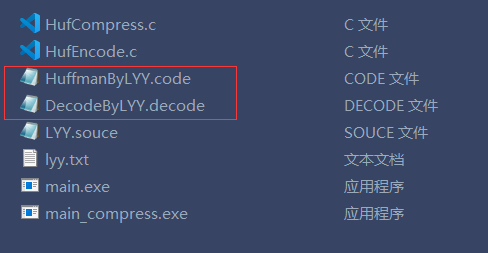 HufCompress.c C 文件
HufEncode.c C 文件
HuffmanByLYY.code CODE 文件
DecodeByLYY.decode DECODE 文件
LYY.souce SOUCE 文件
lyy.txt 文本文档
main.exe 应用程序
main_compress.exe 应用程序